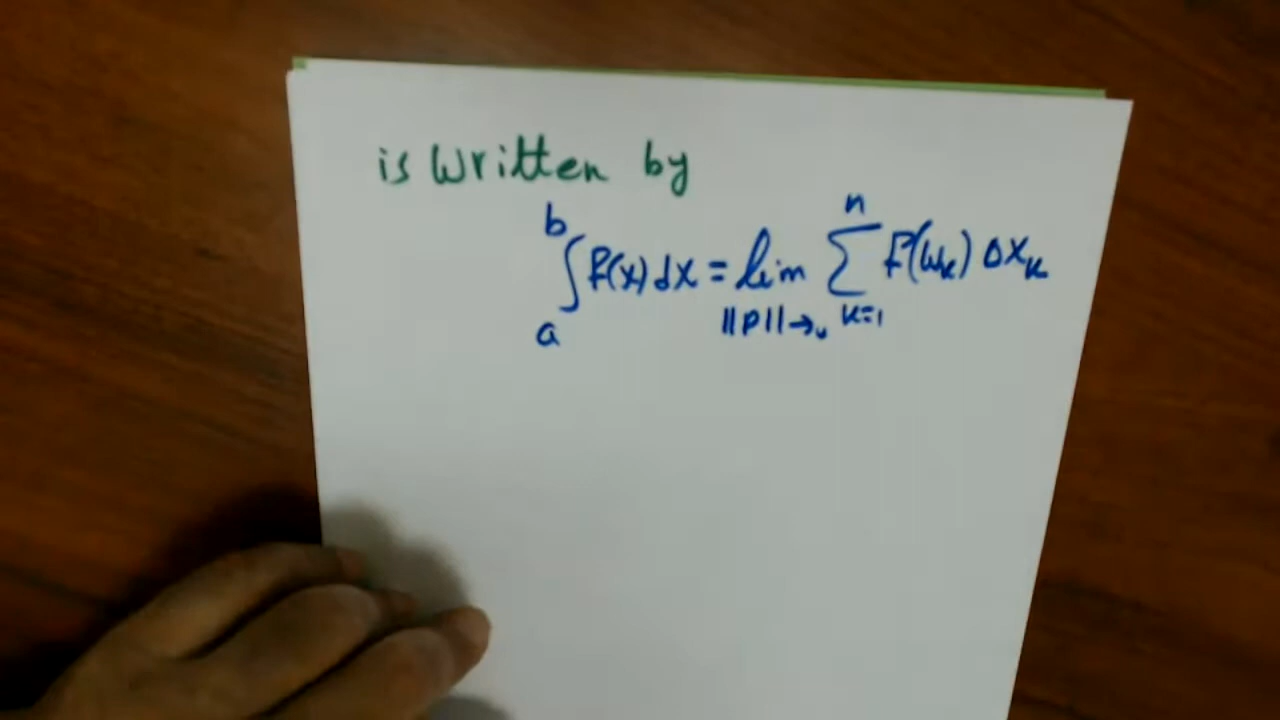 is written by
b
∫ f(x) dx = lim ∑ f(wₖ) Δxₖ
a
n
||P||→0 k=1